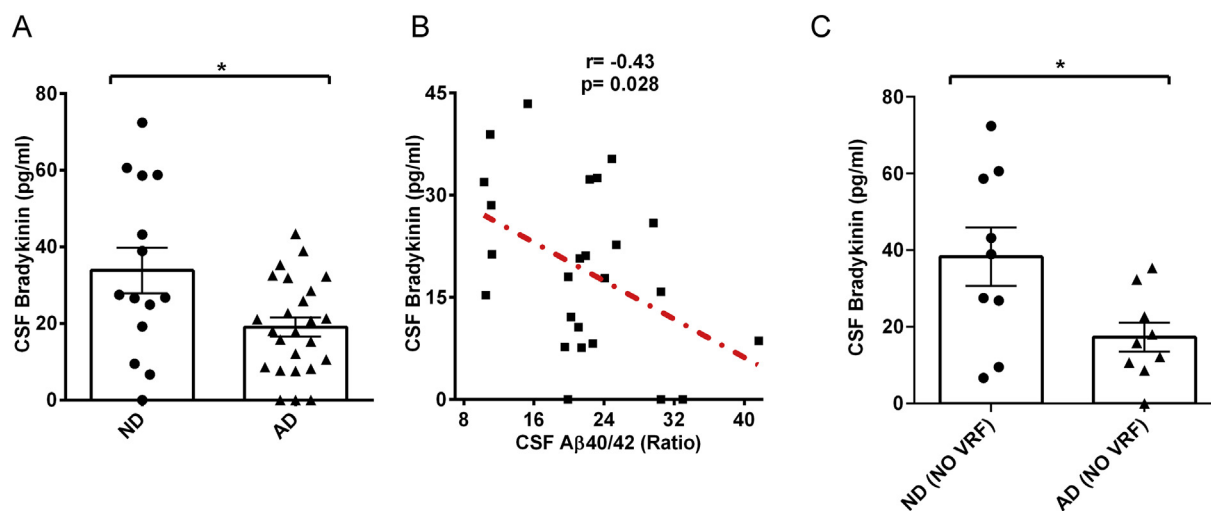 A
*
CSF Bradykinin (pg/ml)
80
60
40
20
0
ND
AD
B
r= -0.43
p= 0.028
CSF Bradykinin (pg/ml)
45
30
15
0
8
16
24
32
40
CSF Aβ40/42 (Ratio)
C
*
CSF Bradykinin (pg/ml)
80
60
40
20
0
ND (NO VRF)
AD (NO VRF)